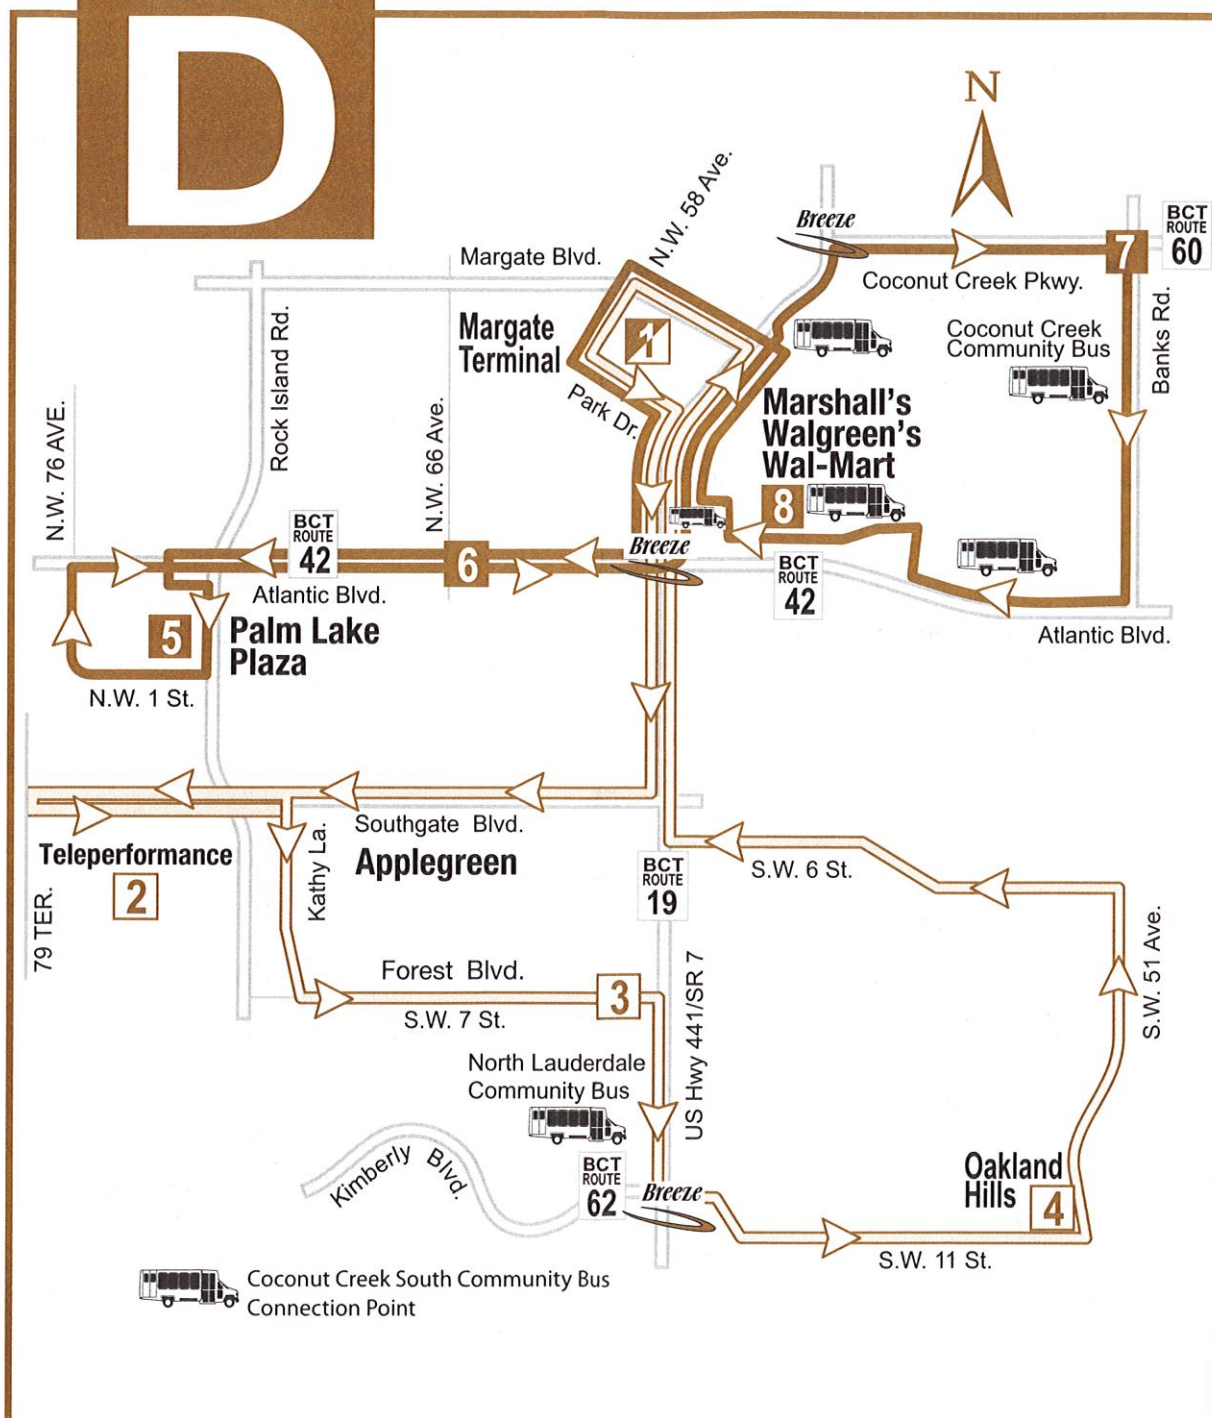 D
N
N.W. 58 Ave.
Breeze
BCT
ROUTE
60
7
Margate Blvd.
Coconut Creek Pkwy.
Margate
Terminal
1
Coconut Creek
Community Bus
Banks Rd.
Rock Island Rd.
N.W. 76 AVE.
N.W. 66 Ave.
Park Dr.
Marshall's
Walgreen's
Wal-Mart
8
BCT
ROUTE
42
6
Breeze
BCT
ROUTE
42
Atlantic Blvd.
Atlantic Blvd.
5
Palm Lake
Plaza
N.W. 1 St.
Southgate Blvd.
Applegreen
Teleperformance
2
79 TER.
Kathy La.
BCT
ROUTE
19
S.W. 6 St.
S.W. 51 Ave.
Forest Blvd.
3
S.W. 7 St.
US Hwy 441/SR 7
North Lauderdale
Community Bus
Kimberly Blvd.
BCT
ROUTE
62
Breeze
Oakland
Hills
4
S.W. 11 St.
Coconut Creek South Community Bus
Connection Point